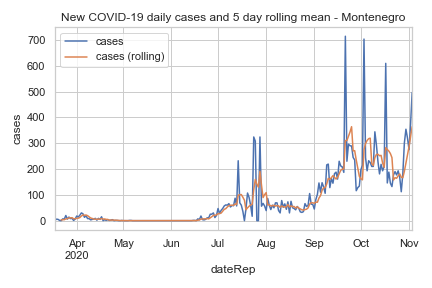 New COVID-19 daily cases and 5 day rolling mean - Montenegro
cases
cases (rolling)
700
600
500
400
300
200
100
0
cases
Apr
2020
May
Jun
Jul
Aug
Sep
Oct
Nov
dateRep